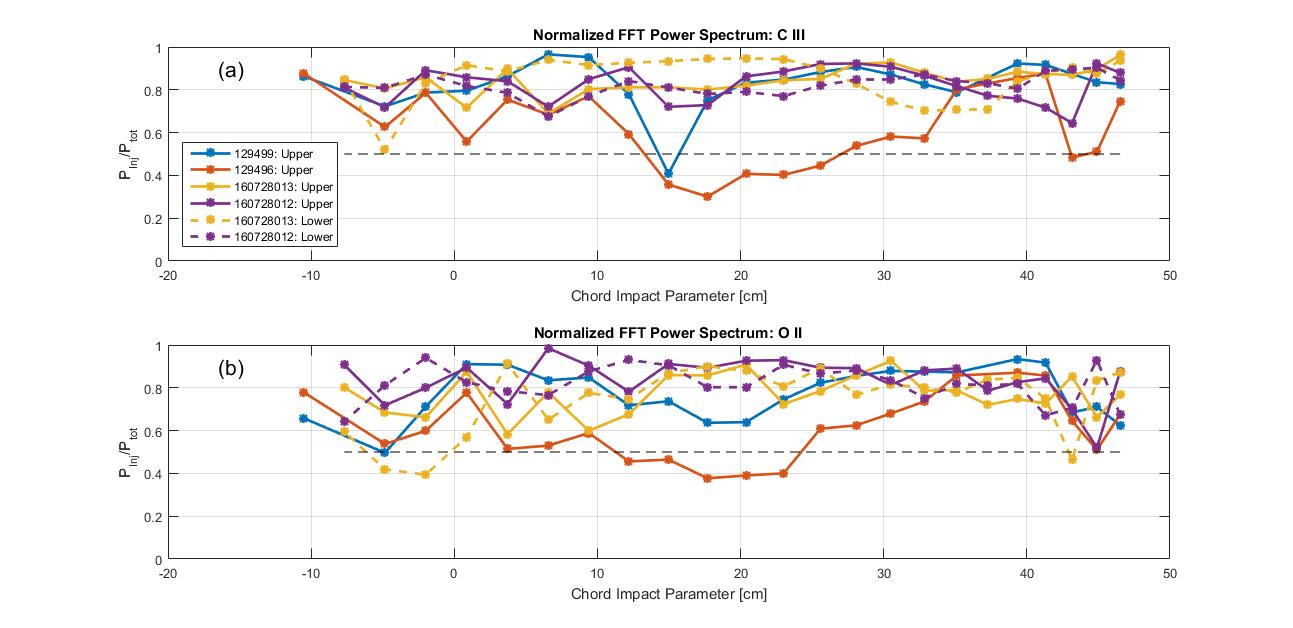 Normalized FFT Power Spectrum: C III
(a)
P_Inj/P_tot
1
0.8
0.6
0.4
0.2
0
129499: Upper
129496: Upper
160728013: Upper
160728012: Upper
160728013: Lower
160728012: Lower
-20 -10 0 10 20 30 40 50
Chord Impact Parameter [cm]
Normalized FFT Power Spectrum: O II
(b)
P_Inj/P_tot
1
0.8
0.6
0.4
0.2
0
-20 -10 0 10 20 30 40 50
Chord Impact Parameter [cm]